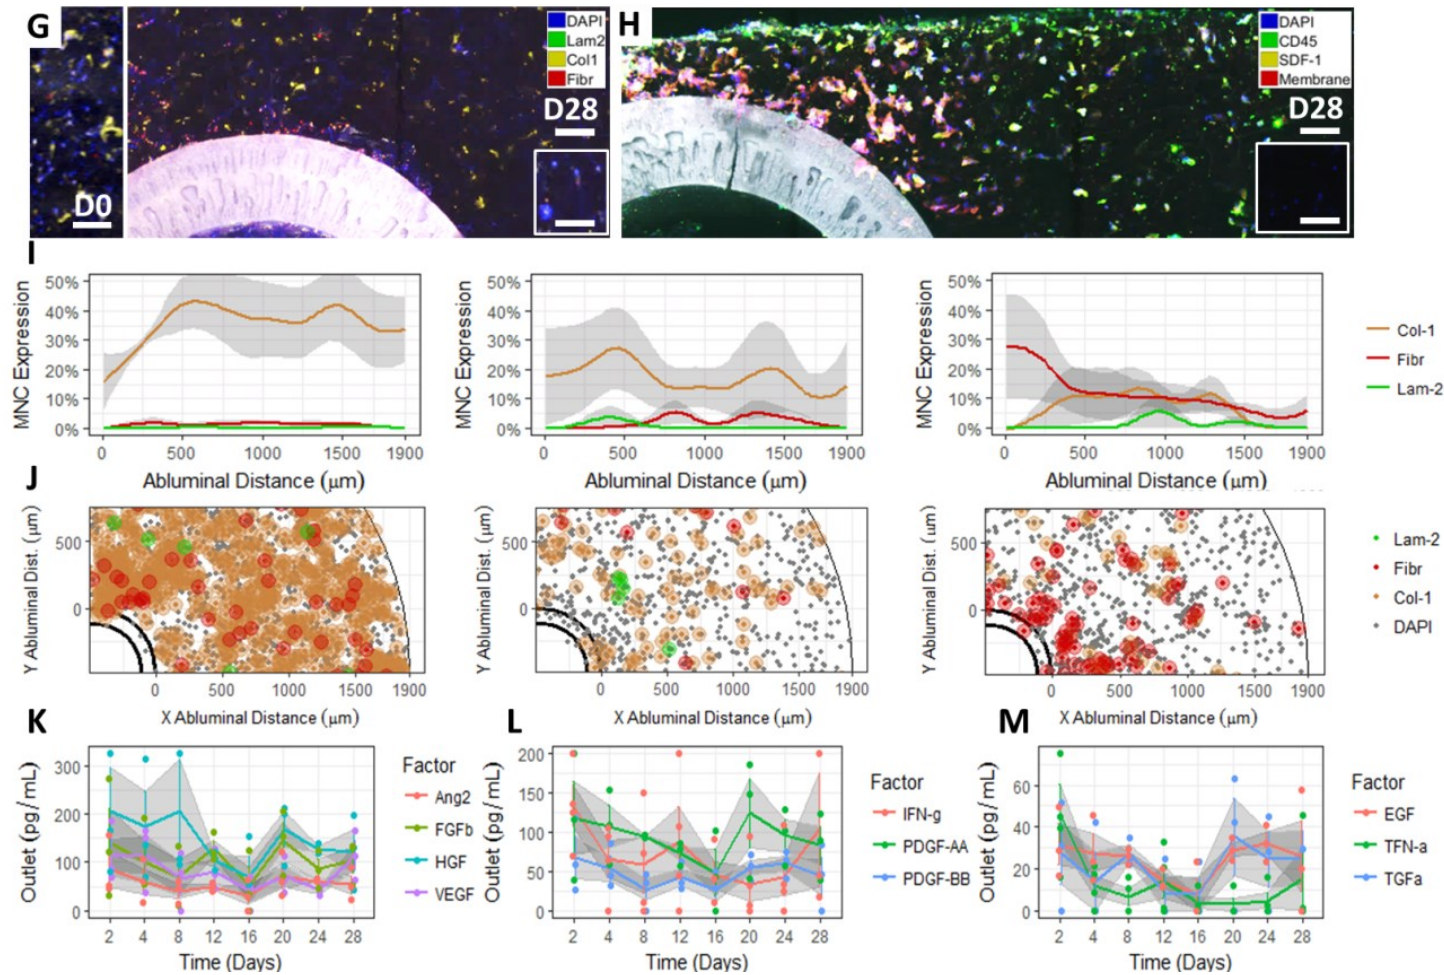 G
D0
DAPI
Lam2
Col1
Fibr
D28
H
DAPI
CD45
SDF-1
Membrane
D28
I
MNC Expression
50%
40%
30%
20%
10%
0%
0 500 1000 1500 1900
Abluminal Distance (μm)
MNC Expression
50%
40%
30%
20%
10%
0%
0 500 1000 1500 1900
Abluminal Distance (μm)
MNC Expression
50%
40%
30%
20%
10%
0%
0 500 1000 1500 1900
Abluminal Distance (μm)
Col-1
Fibr
Lam-2
J
Y Abluminal Dist. (μm)
500
0
0 500 1000 1500 1900
X Abluminal Distance (μm)
Y Abluminal Dist. (μm)
500
0
0 500 1000 1500 1900
X Abluminal Distance (μm)
Y Abluminal Dist. (μm)
500
0
0 500 1000 1500 1900
X Abluminal Distance (μm)
Lam-2
Fibr
Col-1
DAPI
K
Outlet (pg/mL)
300
200
100
0
2 4 8 12 16 20 24 28
Time (Days)
Factor
Ang2
FGFb
HGF
VEGF
L
Outlet (pg/mL)
200
150
100
50
0
2 4 8 12 16 20 24 28
Time (Days)
Factor
IFN-g
PDGF-AA
PDGF-BB
M
Outlet (pg/mL)
60
40
20
0
2 4 8 12 16 20 24 28
Time (Days)
Factor
EGF
TFN-a
TGFa